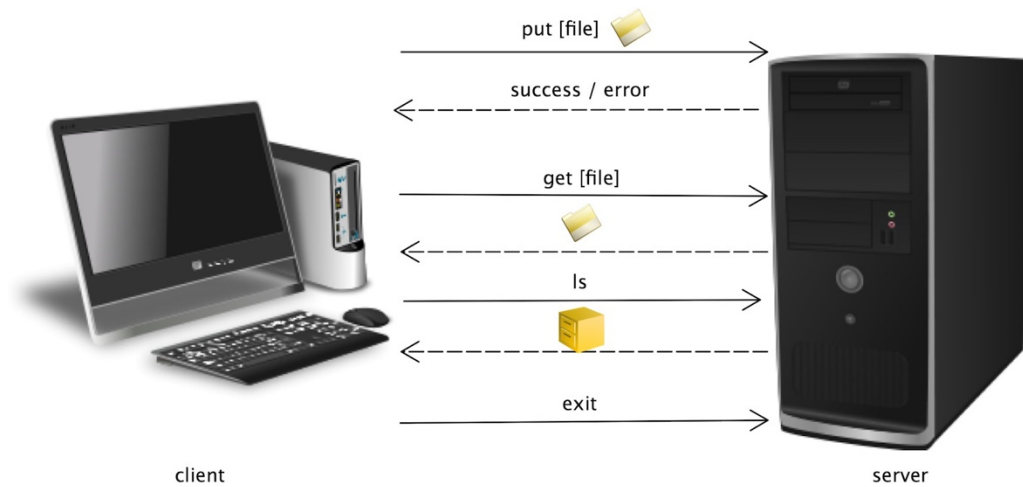 put [file]
success / error
get [file]
ls
exit
client
server